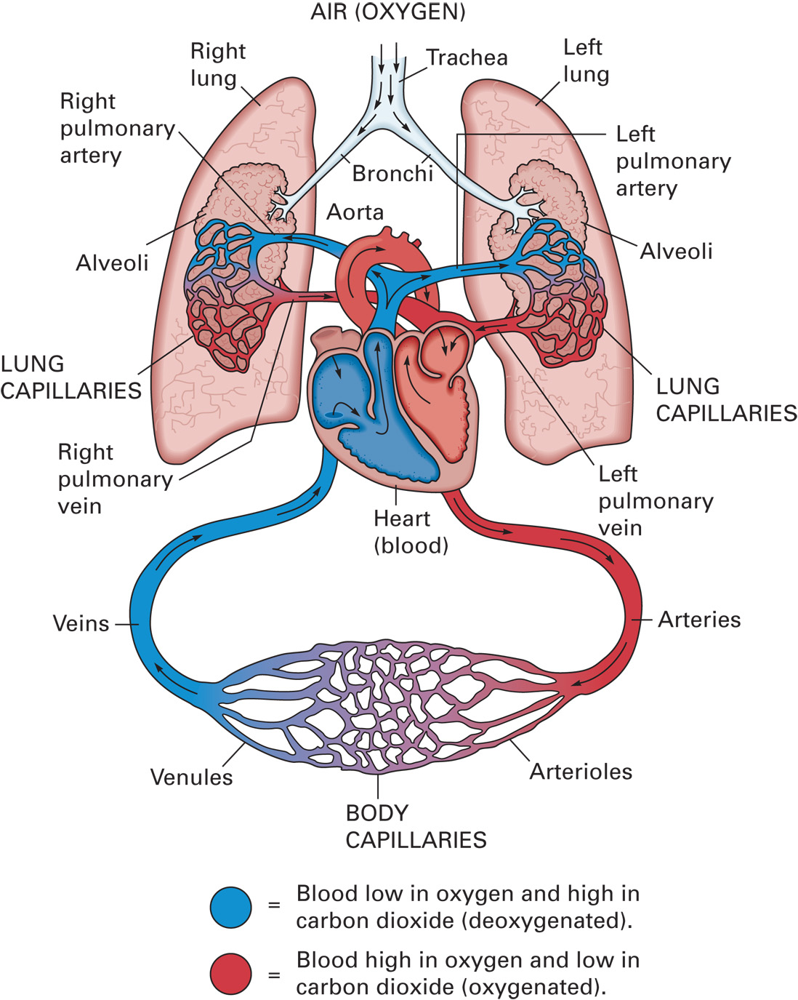 AIR (OXYGEN)
Right
lung
Trachea
Left
lung
Right
pulmonary
artery
Left
pulmonary
artery
Bronchi
Aorta
Alveoli
Alveoli
LUNG
CAPILLARIES
LUNG
CAPILLARIES
Right
pulmonary
vein
Left
pulmonary
vein
Heart
(blood)
Veins
Arteries
Venules
Arterioles
BODY
CAPILLARIES
= Blood low in oxygen and high in
carbon dioxide (deoxygenated).
= Blood high in oxygen and low in
carbon dioxide (oxygenated).